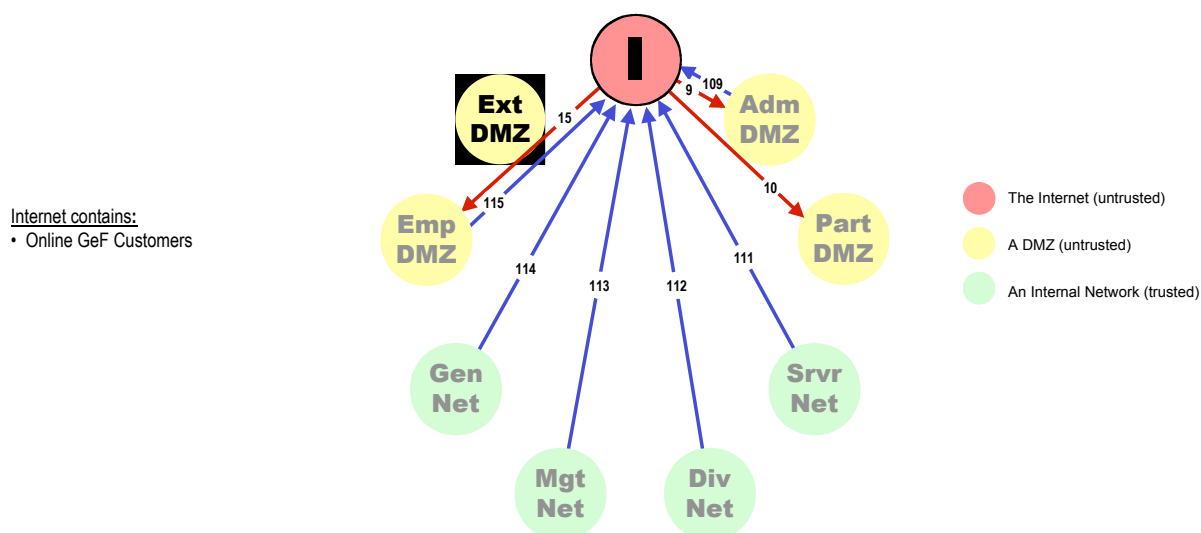 I
Ext
DMZ
Adm
DMZ
109
9
15
10
115
Emp
DMZ
Part
DMZ
Internet contains:
• Online GeF Customers
The Internet (untrusted)
A DMZ (untrusted)
An Internal Network (trusted)
114
113
112
111
Gen
Net
Srvr
Net
Mgt
Net
Div
Net